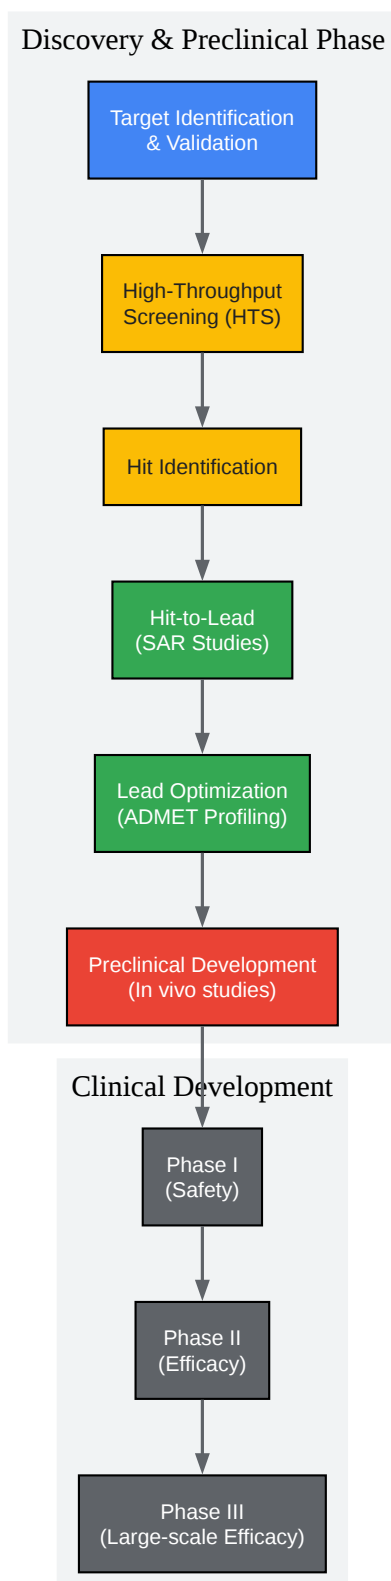 Discovery & Preclinical Phase
Target Identification
& Validation
High-Throughput
Screening (HTS)
Hit Identification
Hit-to-Lead
(SAR Studies)
Lead Optimization
(ADMET Profiling)
Preclinical Development
(In vivo studies)
Clinical Development
Phase I
(Safety)
Phase II
(Efficacy)
Phase III
(Large-scale Efficacy)